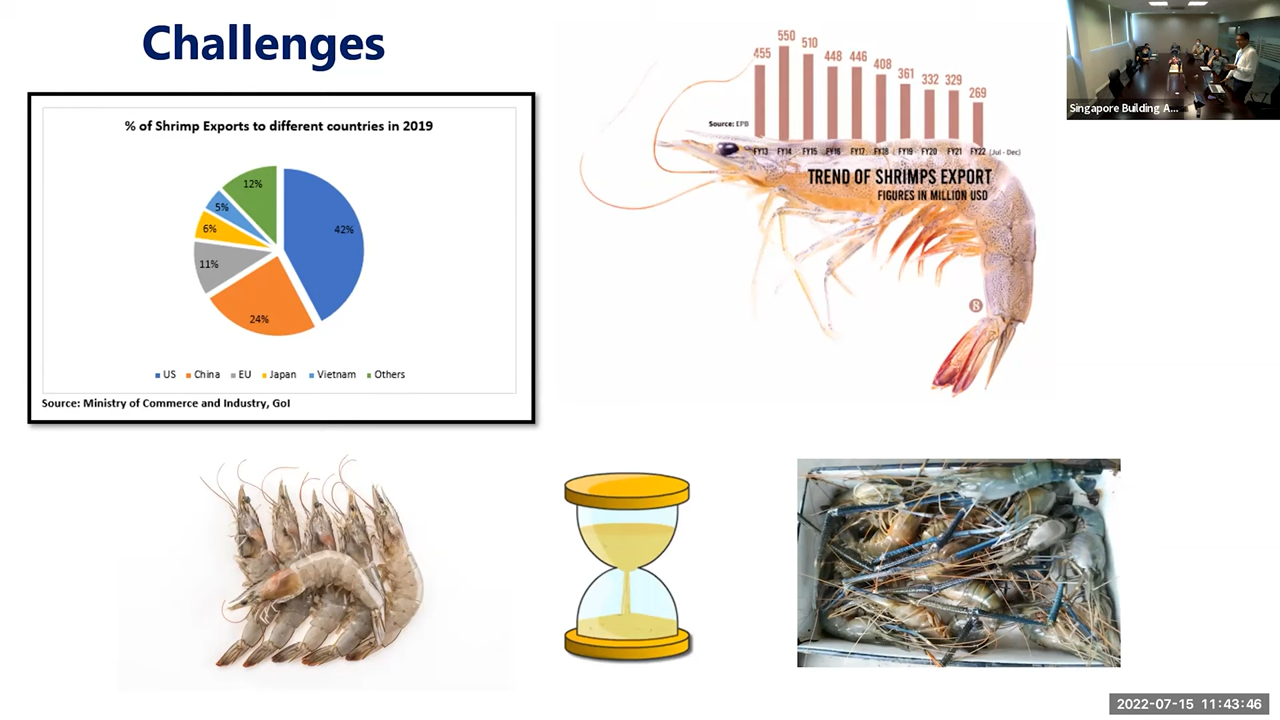 Challenges
% of Shrimp Exports to different countries in 2019
12%
5%
6%
11%
24%
42%
US China EU Japan Vietnam Others
Source: Ministry of Commerce and Industry, GoI
455
550
510
448
446
408
361
332
329
269
Source: EPB
FY13 FY14 FY15 FY16 FY17 FY18 FY19 FY20 FY21 FY22 (Jul - Dec)
TREND OF SHRIMPS EXPORT
FIGURES IN MILLION USD
Singapore Building A...
2022-07-15 11:43:46